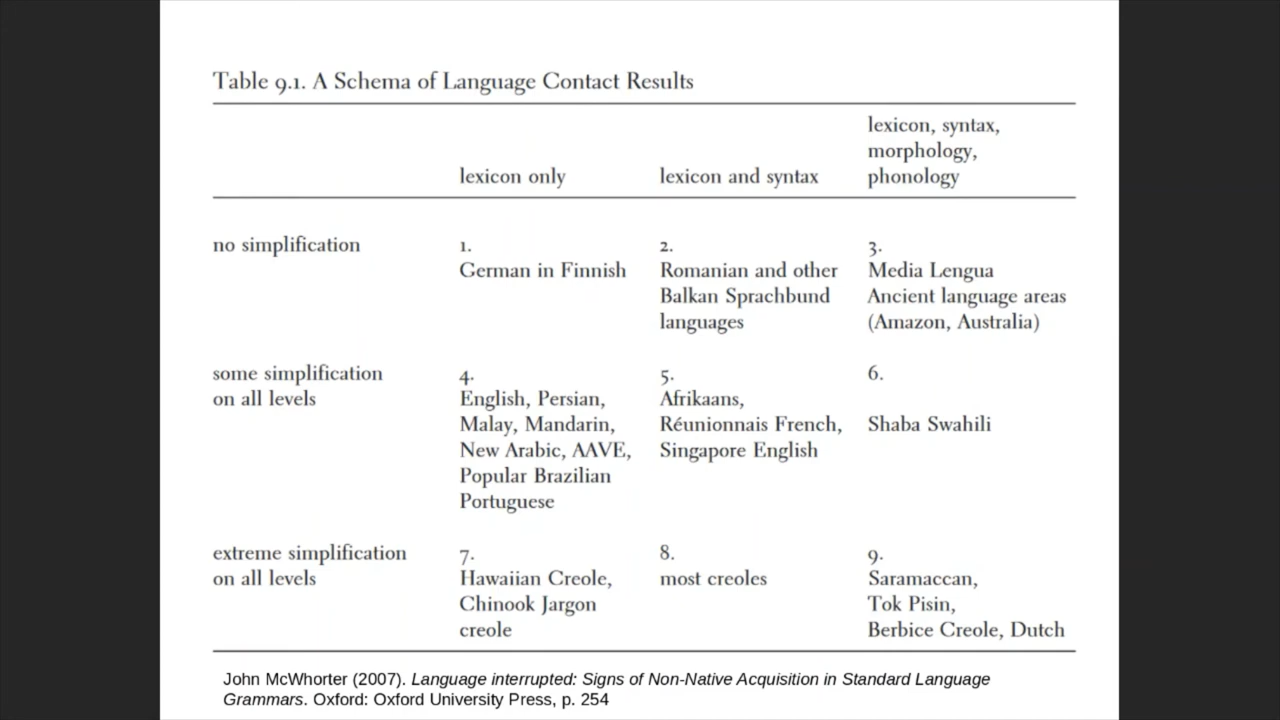 Table 9.1. A Schema of Language Contact Results
lexicon, syntax,
morphology,
lexicon only lexicon and syntax phonology
no simplification 1. 2. 3.
German in Finnish Romanian and other Media Lengua
Balkan Sprachbund Ancient language areas
languages (Amazon, Australia)
some simplification 4. 5. 6.
on all levels English, Persian, Afrikaans,
Malay, Mandarin, Réunionnais French, Shaba Swahili
New Arabic, AAVE, Singapore English
Popular Brazilian
Portuguese
extreme simplification 7. 8. 9.
on all levels Hawaiian Creole, most creoles Saramaccan,
Chinook Jargon Tok Pisin,
creole Berbice Creole, Dutch
John McWhorter (2007). Language interrupted: Signs of Non-Native Acquisition in Standard Language
Grammars. Oxford: Oxford University Press, p. 254